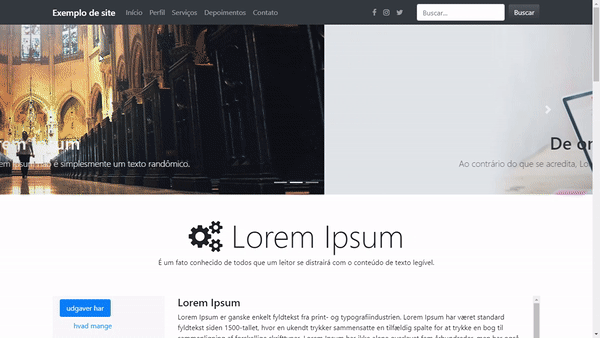 Exemplo de site Início Perfil Serviços Depoimentos Contato Buscar... Buscar
rem Ipsum
em Ipsum não é simplesmente um texto randômico.
De o
Ao contrário do que se acredita, Lo
Lorem Ipsum
É um fato conhecido de todos que um leitor se distrairá com o conteúdo de texto legível.
udgaver har
hvad mange
Lorem Ipsum
Lorem Ipsum er ganske enkelt fyldtekst fra print- og typografiindustrien. Lorem Ipsum har været standard
fyldtekst siden 1500-tallet, hvor en ukendt trykker sammensatte en tilfældig spalte for at trykke en bog til